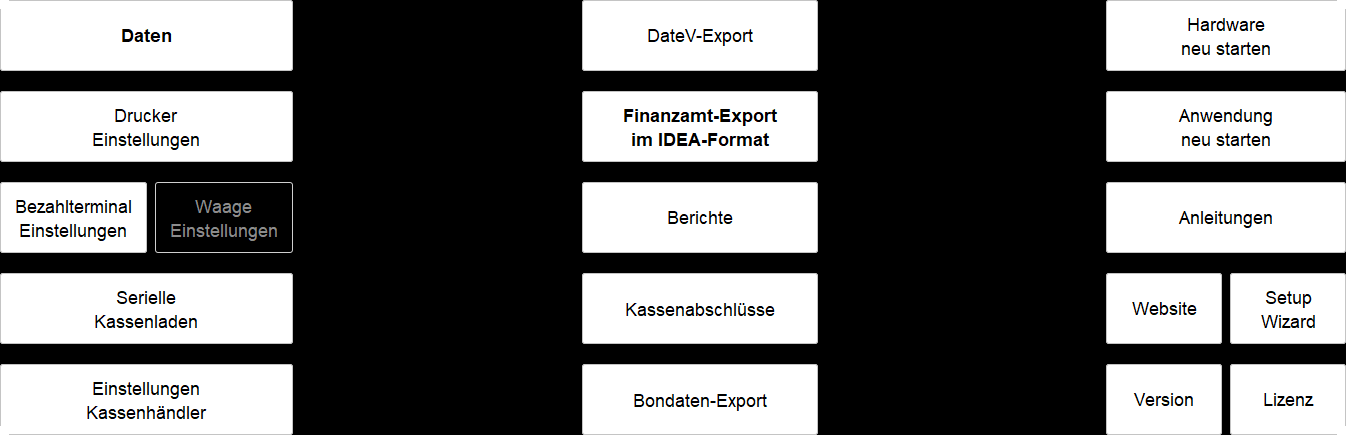 Daten
DateV-Export
Hardware
neu starten
Drucker
Einstellungen
Finanzamt-Export
im IDEA-Format
Anwendung
neu starten
Bezahlterminal
Einstellungen
Waage
Einstellungen
Berichte
Anleitungen
Serielle
Kassenladen
Kassenabschlüsse
Website
Setup
Wizard
Einstellungen
Kassenhändler
Bondaten-Export
Version
Lizenz